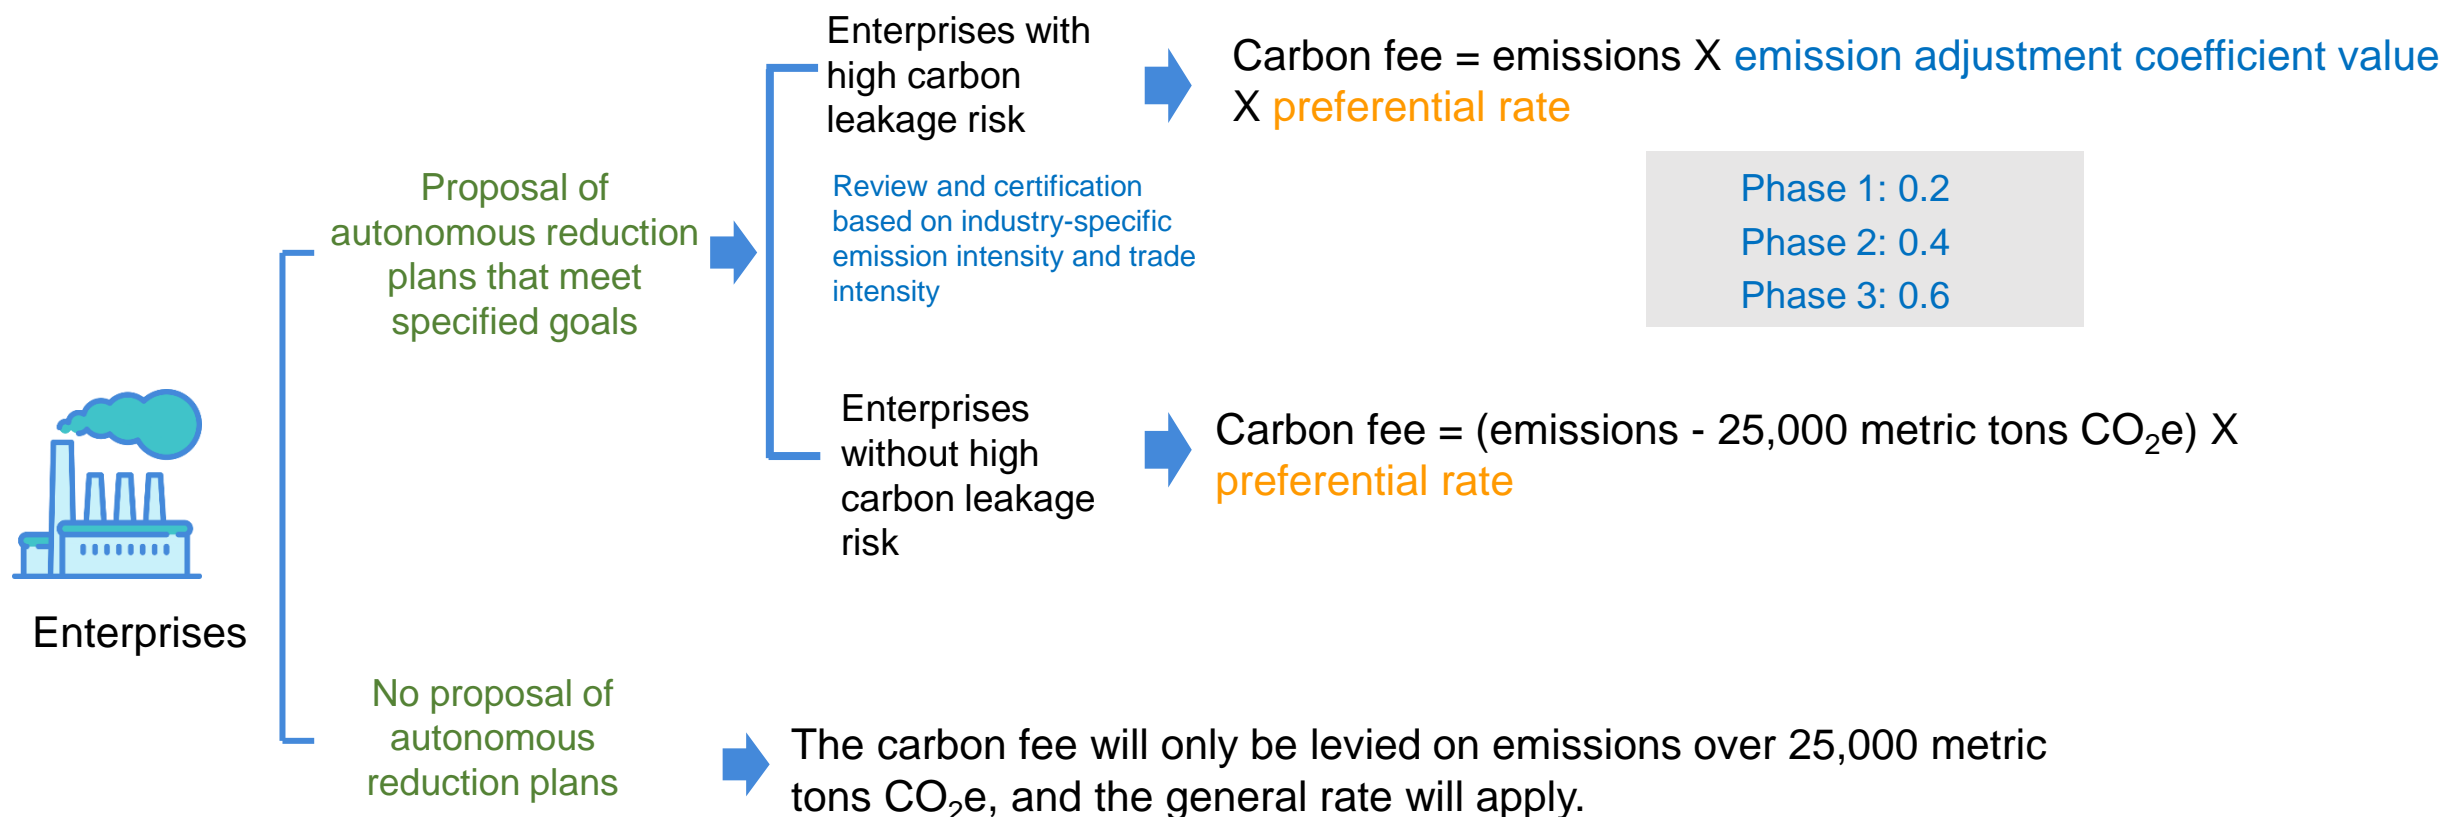 Enterprises
Proposal of
autonomous reduction
plans that meet
specified goals
Enterprises with
high carbon
leakage risk
Carbon fee = emissions X emission adjustment coefficient value
X preferential rate
Review and certification
based on industry-specific
emission intensity and trade
intensity
Phase 1: 0.2
Phase 2: 0.4
Phase 3: 0.6
Enterprises
without high
carbon leakage
risk
Carbon fee = (emissions - 25,000 metric tons CO₂e) X
preferential rate
No proposal of
autonomous
reduction plans
The carbon fee will only be levied on emissions over 25,000 metric
tons CO₂e, and the general rate will apply.